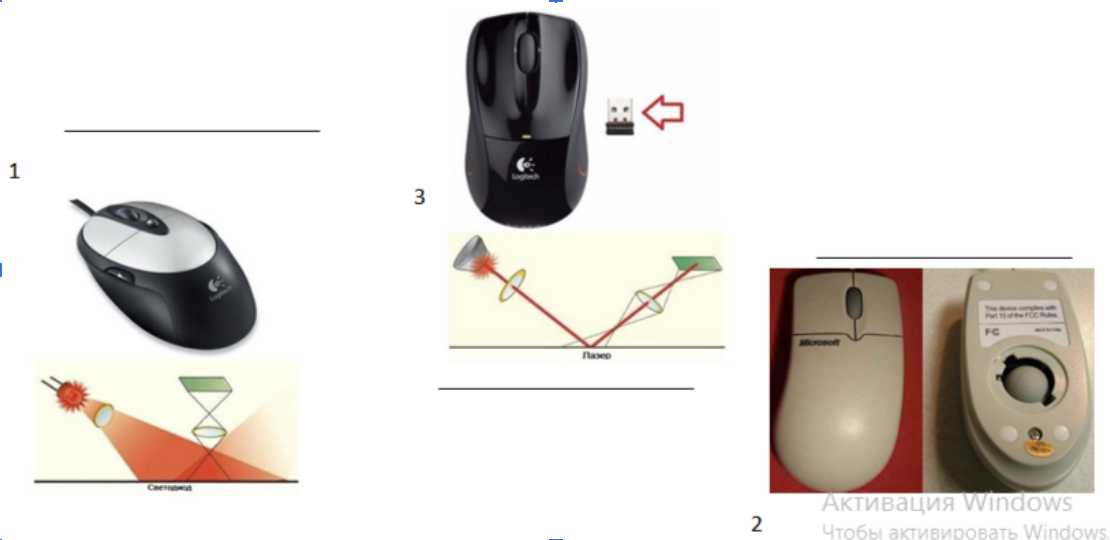 1
Logitech
Светодиод
3
Logitech
Лазер
Microsoft
This device complies with
Part 15 of the FCC Rules.
FC
2
Активация Windows
Чтобы активировать Windows,